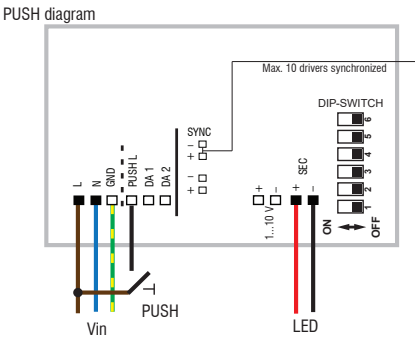 PUSH diagram
Max. 10 drivers synchronized
SYNC
DIP-SWITCH
–
+
–
+
6
5
4
3
2
1
L
N
GND
PUSH L
DA 1
DA 2
+
–
1...10 V
+
SEC
–
ON
OFF
PUSH
Vin
LED